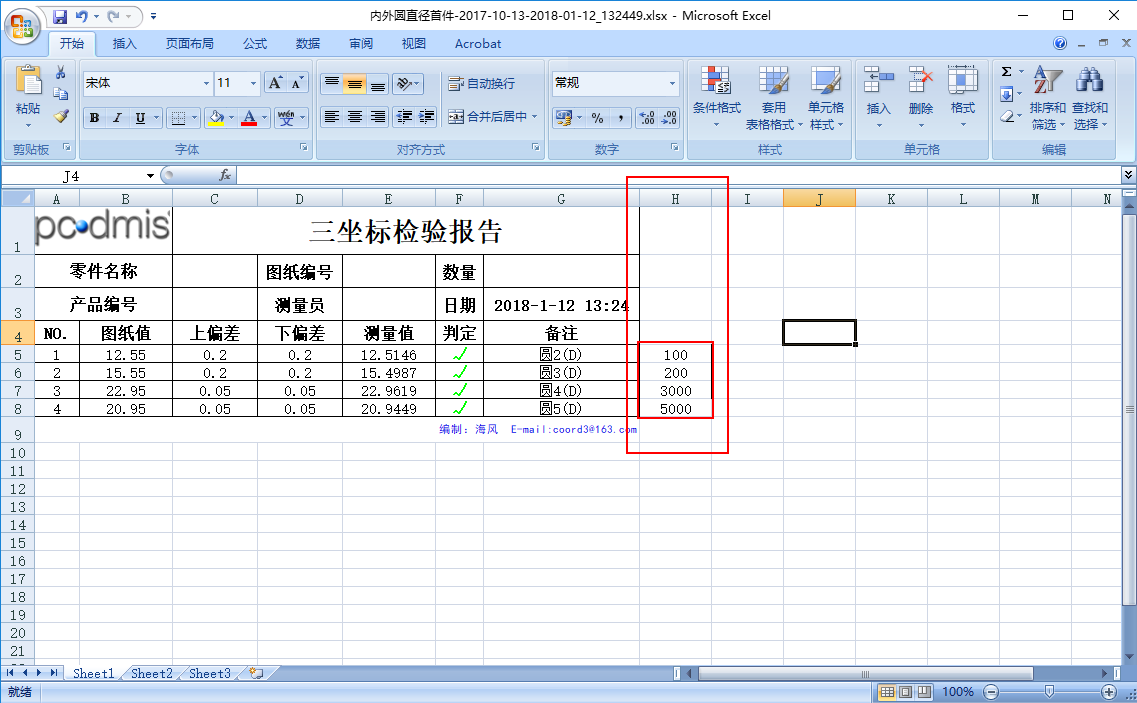 内外圆直径首件-2017-10-13-2018-01-12_132449.xlsx - Microsoft Excel
开始 插入 页面布局 公式 数据 审阅 视图 Acrobat
粘贴 宋体 11 自动换行 常规 条件格式 套用 表格格式 单元格 样式 插入 删除 格式 Σ 排序和 筛选 查找和 选择
B I U A wén 文 合并后居中 % ,
剪贴板 字体 对齐方式 数字 样式 单元格 编辑
J4 fx
A B C D E F G H I J K L M N
1 pcdmis 三坐标检验报告
2 零件名称 图纸编号 数量
3 产品编号 测量员 日期 2018-1-12 13:24
4 NO. 图纸值 上偏差 下偏差 测量值 判定 备注
5 1 12.55 0.2 0.2 12.5146 圆2(D) 100
6 2 15.55 0.2 0.2 15.4987 圆3(D) 200
7 3 22.95 0.05 0.05 22.9619 圆4(D) 3000
8 4 20.95 0.05 0.05 20.9449 圆5(D) 5000
9 编制: 海风 E-mail:coord3@163.com
10
11
12
13
14
15
16
17
18
19
20
21
Sheet1 Sheet2 Sheet3
就绪 100%